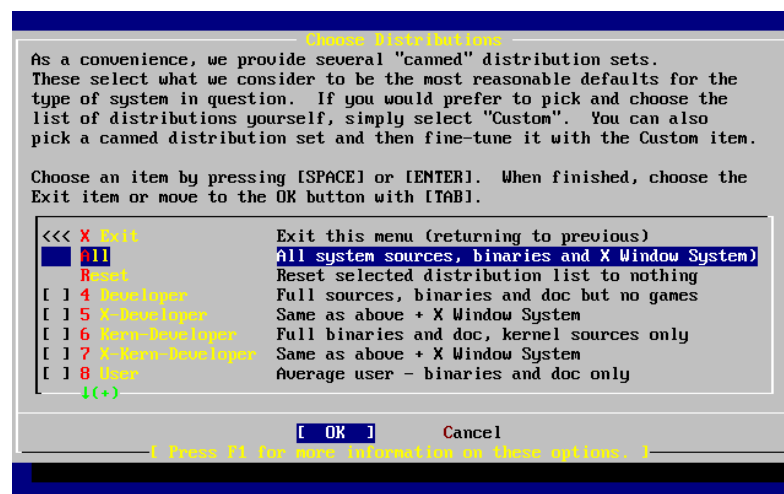 Choose Distributions
As a convenience, we provide several "canned" distribution sets.
These select what we consider to be the most reasonable defaults for the
type of system in question.  If you would prefer to pick and choose the
list of distributions yourself, simply select "Custom".  You can also
pick a canned distribution set and then fine-tune it with the Custom item.
Choose an item by pressing [SPACE] or [ENTER].  When finished, choose the
Exit item or move to the OK button with [TAB].
<<< X Exit Exit this menu (returning to previous)
All All system sources, binaries and X Window System)
Reset Reset selected distribution list to nothing
[ ] 4 Developer Full sources, binaries and doc but no games
[ ] 5 X-Developer Same as above + X Window System
[ ] 6 Kern-Developer Full binaries and doc, kernel sources only
[ ] 7 X-Kern-Developer Same as above + X Window System
[ ] 8 User Average user - binaries and doc only
↓(+)
[ OK ] Cancel
[ Press F1 for more information on these options. ]